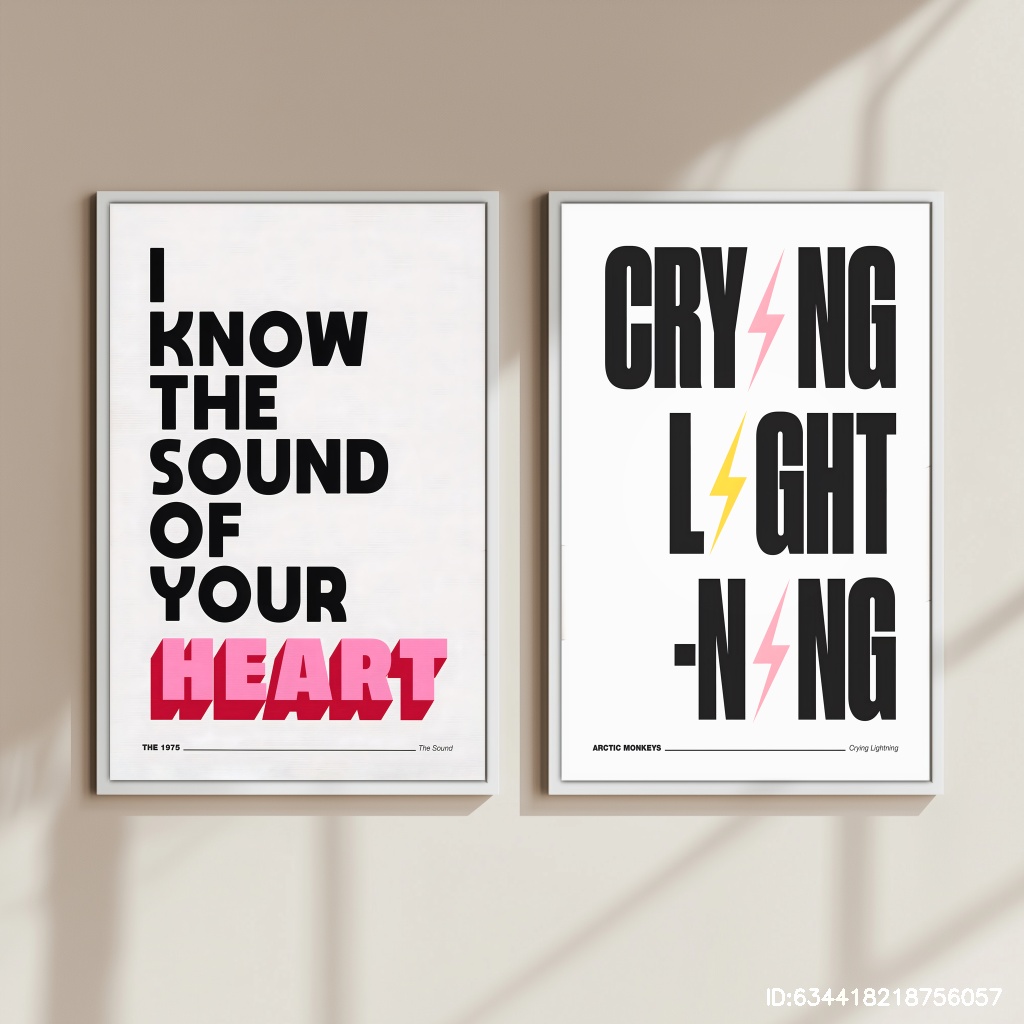 I
KNOW
THE
SOUND
OF
YOUR
HEART
THE 1975 The Sound
CRY NG
L GHT
-N NG
ARCTIC MONKEYS Crying Lightning
ID:634418218756057